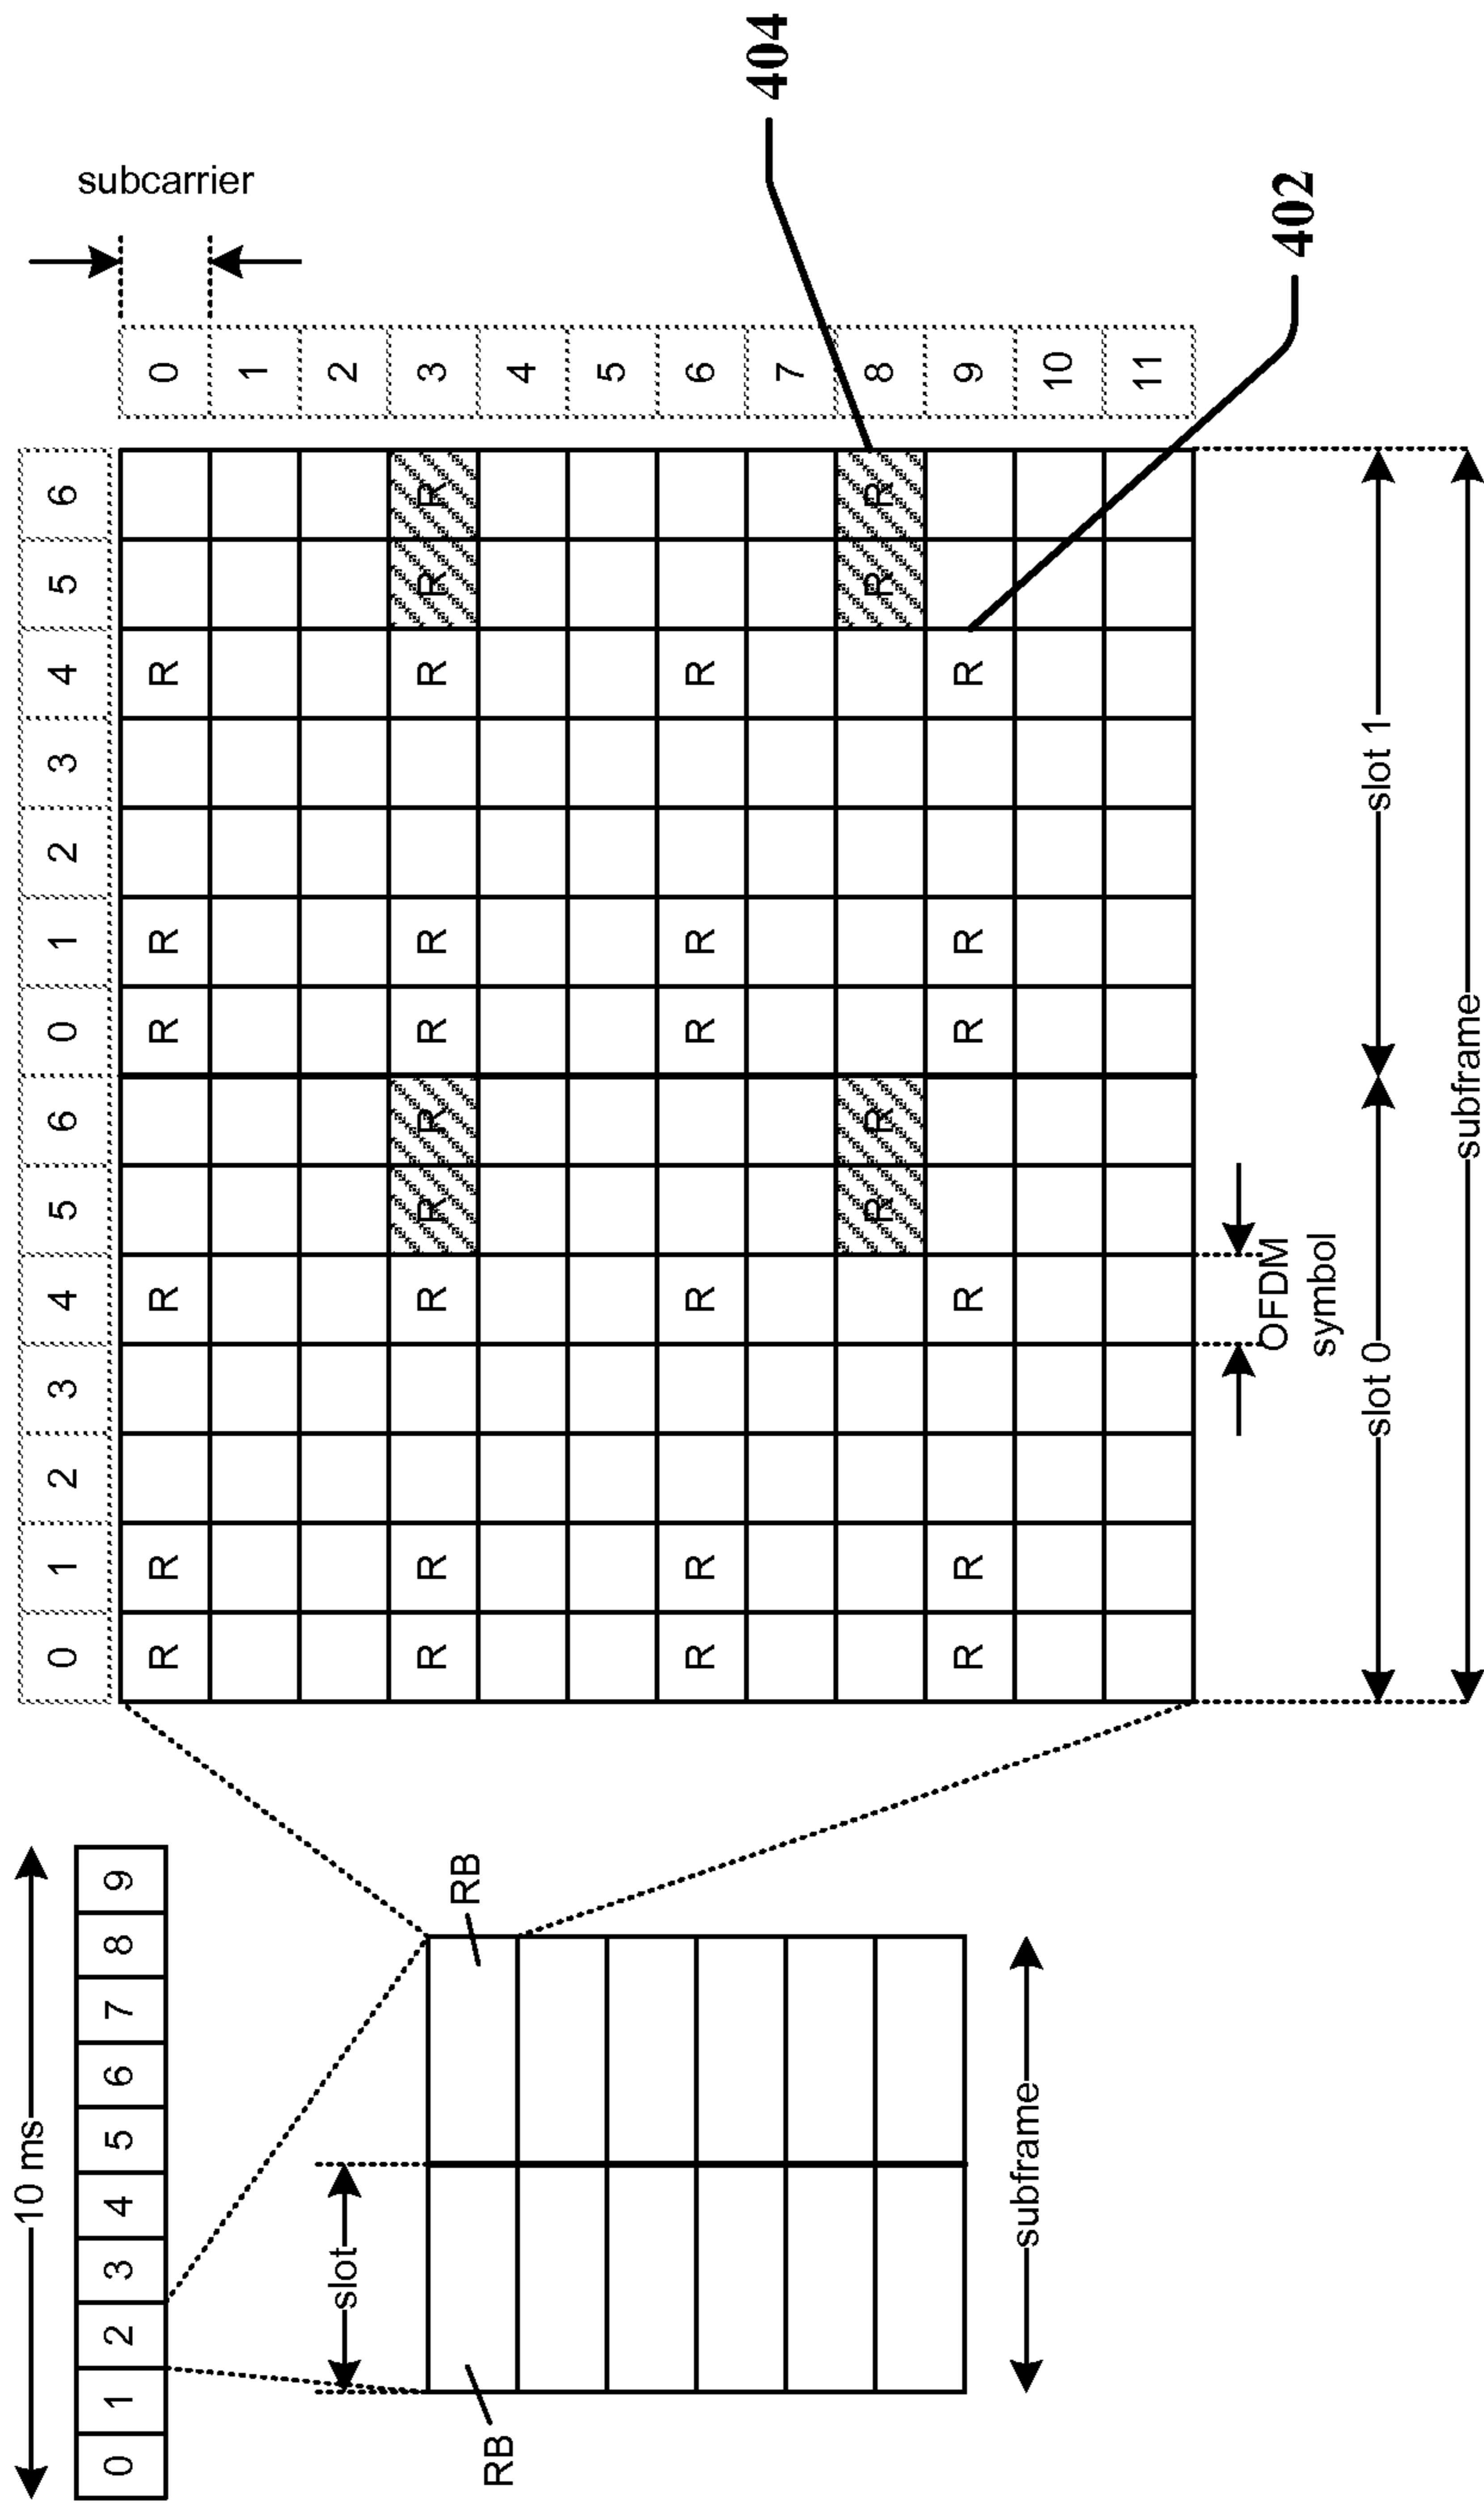 10 ms
0 1 2 3 4 5 6 7 8 9
slot
RB
RB
subframe
0 1 2 3 4 5 6 0 1 2 3 4 5 6
subcarrier
R R R R R R 0
1
2
R R R R R R R R R R 3
4
5
R R R R R R 6
7
R R R R 8
R R R R R R 9
10
11
404
402
OFDM
symbol
slot 0
slot 1
subframe